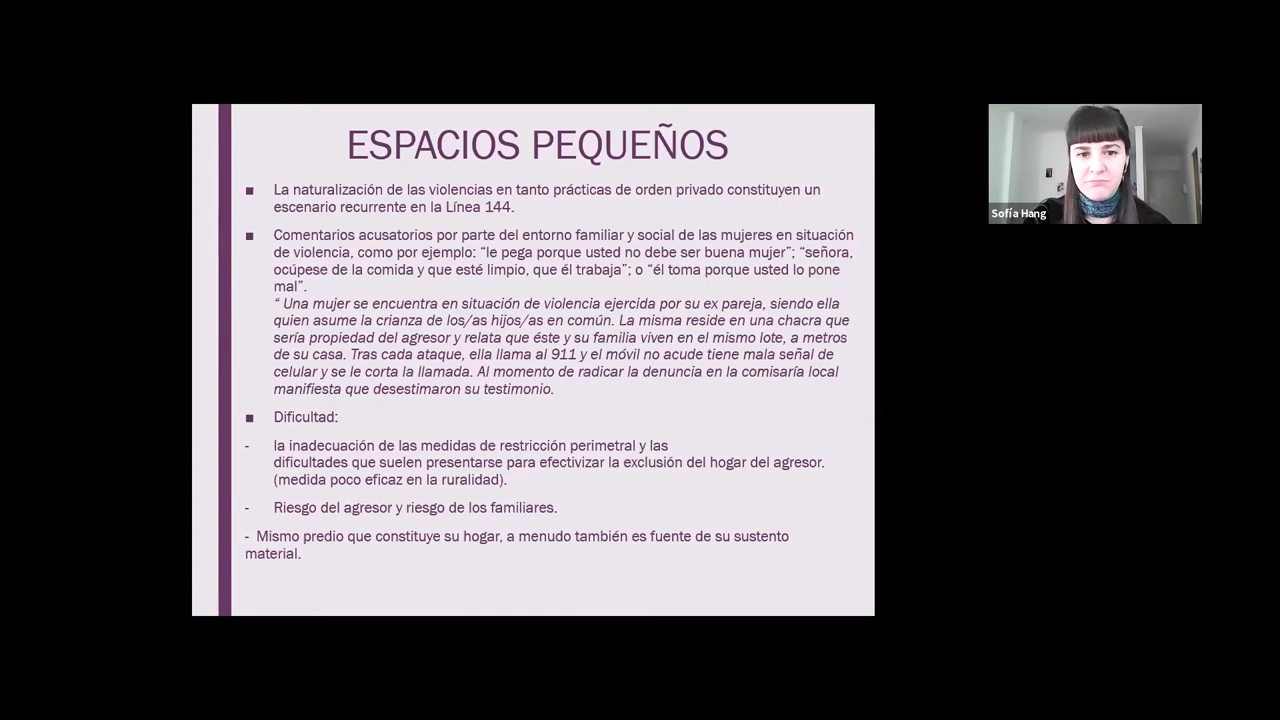 ESPACIOS PEQUEÑOS
■ La naturalización de las violencias en tanto prácticas de orden privado constituyen un
escenario recurrente en la Línea 144.
■ Comentarios acusatorios por parte del entorno familiar y social de las mujeres en situación
de violencia, como por ejemplo: “le pega porque usted no debe ser buena mujer”; “señora,
ocúpese de la comida y que esté limpio, que él trabaja”; o “él toma porque usted lo pone
mal”.
“ Una mujer se encuentra en situación de violencia ejercida por su ex pareja, siendo ella
quien asume la crianza de los/as hijos/as en común. La misma reside en una chacra que
sería propiedad del agresor y relata que éste y su familia viven en el mismo lote, a metros
de su casa. Tras cada ataque, ella llama al 911 y el móvil no acude tiene mala señal de
celular y se le corta la llamada. Al momento de radicar la denuncia en la comisaría local
manifiesta que desestimaron su testimonio.
■ Dificultad:
- la inadecuación de las medidas de restricción perimetral y las
dificultades que suelen presentarse para efectivizar la exclusión del hogar del agresor.
(medida poco eficaz en la ruralidad).
- Riesgo del agresor y riesgo de los familiares.
- Mismo predio que constituye su hogar, a menudo también es fuente de su sustento
material.
Sofía Hang